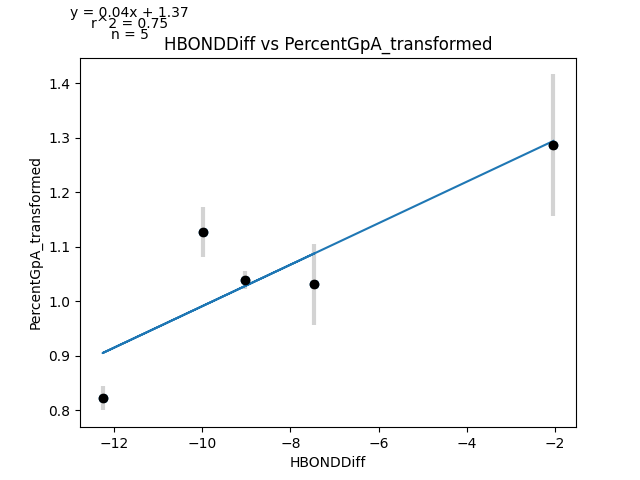 y = 0.04x + 1.37
r^2 = 0.75
n = 5
HBONDDiff vs PercentGpA_transformed
1.4
1.3
1.2
1.1
1.0
0.9
0.8
PercentGpA_transformed
−12
−10
−8
−6
−4
−2
HBONDDiff